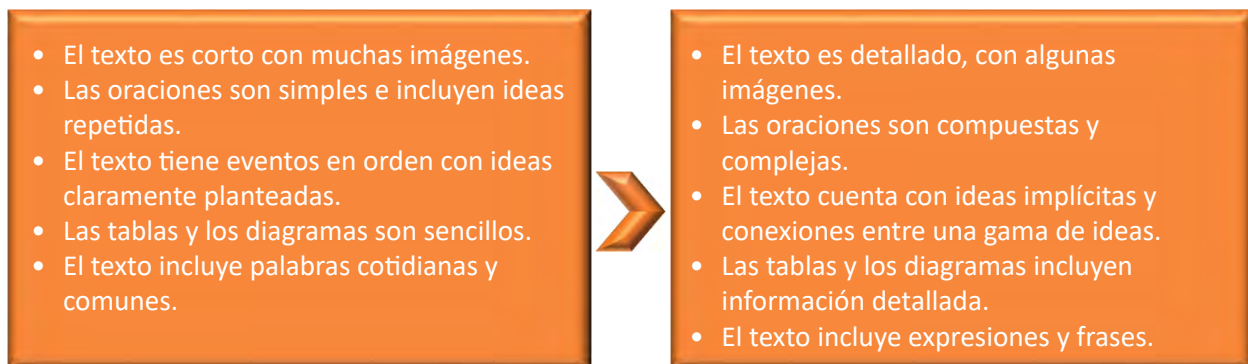 • El texto es corto con muchas imágenes.
• Las oraciones son simples e incluyen ideas
repetidas.
• El texto tiene eventos en orden con ideas
claramente planteadas.
• Las tablas y los diagramas son sencillos.
• El texto incluye palabras cotidianas y
comunes.
• El texto es detallado, con algunas
imágenes.
• Las oraciones son compuestas y
complejas.
• El texto cuenta con ideas implícitas y
conexiones entre una gama de ideas.
• Las tablas y los diagramas incluyen
información detallada.
• El texto incluye expresiones y frases.